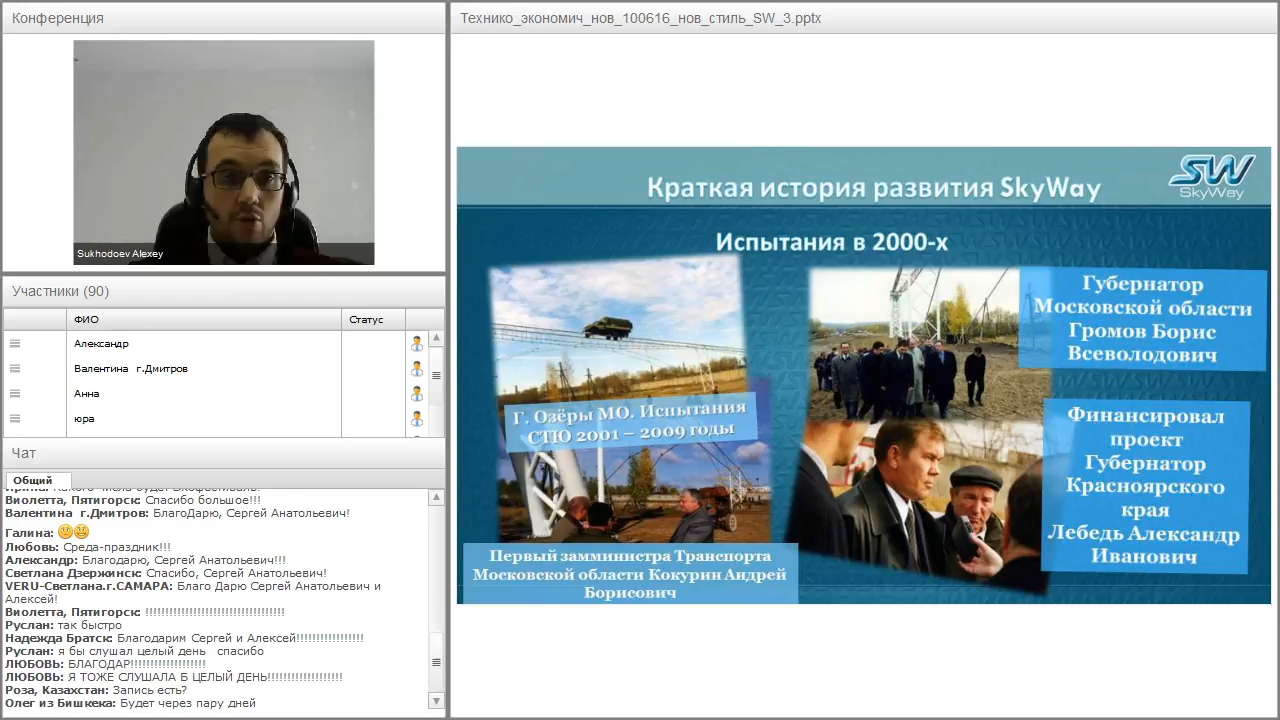 Конференция
Sukhodoev Alexey
Участники (90)
ФИО
Статус
Александр
Валентина г.Дмитров
Анна
юра
Чат
Общий
Виолетта, Пятигорск: Спасибо большое!!!
Валентина г.Дмитров: БлагоДарю, Сергей Анатольевич!
Галина:
Любовь: Среда-праздник!!!
Александр: Благодарю, Сергей Анатольевич!!!
Светлана Дзержинск: Спасибо, Сергей Анатольевич!
VERU-Светлана.г.САМАРА: Благо Дарю Сергей Анатольевич и
Алексей!
Виолетта, Пятигорск: !!!!!!!!!!!!!!!!!!!!!!!!!!!!!!!!!!!
Руслан: так быстро
Надежда Братск: Благодарим Сергей и Алексей!!!!!!!!!!!!!!!!!
Руслан: я бы слушал целый день спасибо
ЛЮБОВЬ: БЛАГОДАР!!!!!!!!!!!!!!!!!!!
ЛЮБОВЬ: Я ТОЖЕ СЛУШАЛА Б ЦЕЛЫЙ ДЕНЬ!!!!!!!!!!!!!!!!!!!
Роза, Казахстан: Запись есть?
Олег из Бишкека: Будет через пару дней
Технико_экономич_нов_100616_нов_стиль_SW_3.pptx
SW
SkyWay
Краткая история развития SkyWay
Испытания в 2000-х
Г. Озёры МО. Испытания
СТЮ 2001 – 2009 годы
Первый замминистра Транспорта
Московской области Кокурин Андрей
Борисович
Губернатор
Московской области
Громов Борис
Всеволодович
Финансировал
проект
Губернатор
Красноярского
края
Лебедь Александр
Иванович